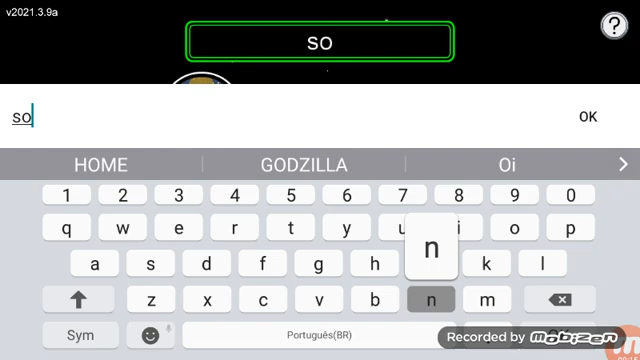 v2021.3.9a
so
?
so
OK
HOME GODZILLA Oi
1 2 3 4 5 6 7 8 9 0
q w e r t y u i o p
a s d f g h n k l
z x c v b n m
Sym Português(BR)
Recorded by MOBIZEN